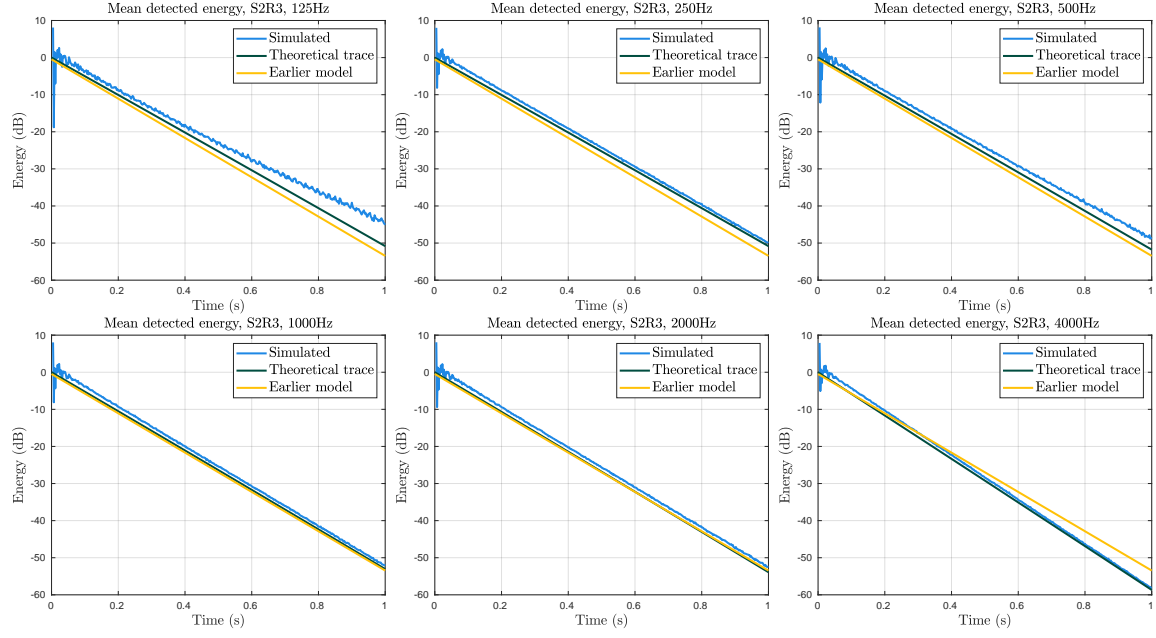 Mean detected energy, S2R3, 125Hz
Energy (dB)
10
0
-10
-20
-30
-40
-50
-60
0
0.2
0.4
0.6
0.8
1
Time (s)
Simulated
Theoretical trace
Earlier model
Mean detected energy, S2R3, 250Hz
Energy (dB)
10
0
-10
-20
-30
-40
-50
-60
0
0.2
0.4
0.6
0.8
1
Time (s)
Simulated
Theoretical trace
Earlier model
Mean detected energy, S2R3, 500Hz
Energy (dB)
10
0
-10
-20
-30
-40
-50
-60
0
0.2
0.4
0.6
0.8
1
Time (s)
Simulated
Theoretical trace
Earlier model
Mean detected energy, S2R3, 1000Hz
Energy (dB)
10
0
-10
-20
-30
-40
-50
-60
0
0.2
0.4
0.6
0.8
1
Time (s)
Simulated
Theoretical trace
Earlier model
Mean detected energy, S2R3, 2000Hz
Energy (dB)
10
0
-10
-20
-30
-40
-50
-60
0
0.2
0.4
0.6
0.8
1
Time (s)
Simulated
Theoretical trace
Earlier model
Mean detected energy, S2R3, 4000Hz
Energy (dB)
10
0
-10
-20
-30
-40
-50
-60
0
0.2
0.4
0.6
0.8
1
Time (s)
Simulated
Theoretical trace
Earlier model